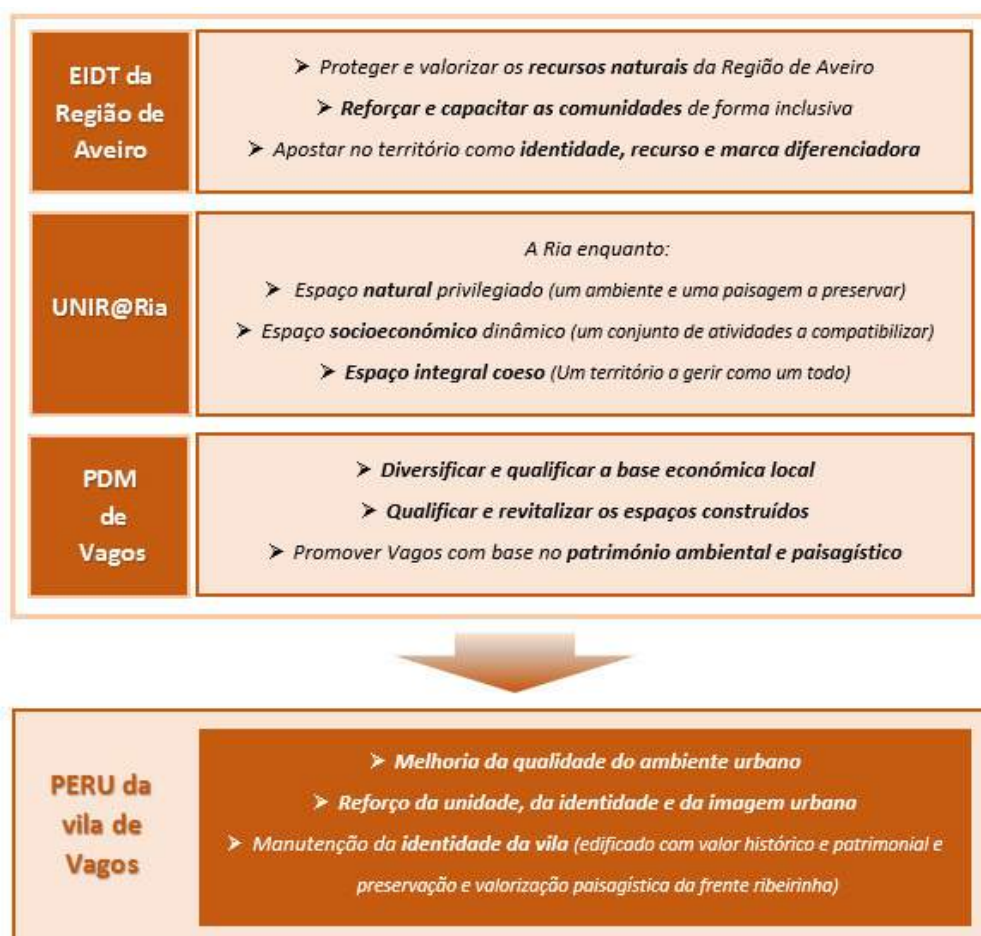 EIDT da
Região de
Aveiro
➤ Proteger e valorizar os recursos naturais da Região de Aveiro
➤ Reforçar e capacitar as comunidades de forma inclusiva
➤ Apostar no território como identidade, recurso e marca diferenciadora
UNIR@Ria
A Ria enquanto:
➤ Espaço natural privilegiado (um ambiente e uma paisagem a preservar)
➤ Espaço socioeconómico dinâmico (um conjunto de atividades a compatibilizar)
➤ Espaço integral coeso (Um território a gerir como um todo)
PDM
de
Vagos
➤ Diversificar e qualificar a base económica local
➤ Qualificar e revitalizar os espaços construídos
➤ Promover Vagos com base no património ambiental e paisagístico
PERU da
vila de
Vagos
➤ Melhoria da qualidade do ambiente urbano
➤ Reforço da unidade, da identidade e da imagem urbana
➤ Manutenção da identidade da vila (edificado com valor histórico e patrimonial e
preservação e valorização paisagística da frente ribeirinha)